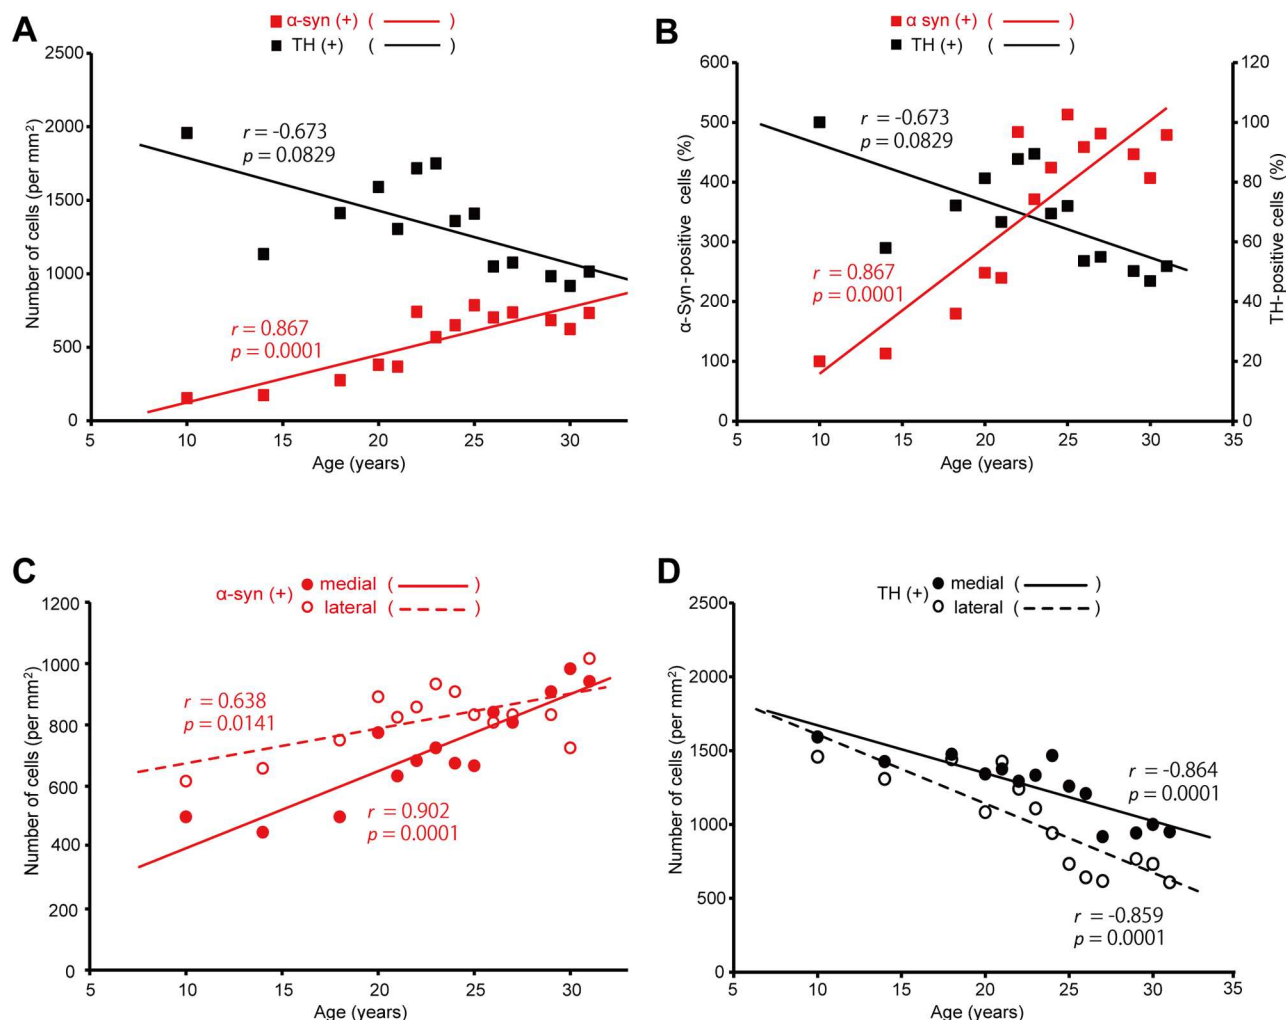 A
α-syn (+) ( )
TH (+) ( )
2500
2000
1500
1000
500
0
Number of cells (per mm²)
r = -0.673
p = 0.0829
r = 0.867
p = 0.0001
5 10 15 20 25 30
Age (years)
B
α syn (+) ( )
TH (+) ( )
600
500
400
300
200
100
0
α-Syn-positive cells (%)
r = -0.673
p = 0.0829
r = 0.867
p = 0.0001
120
100
80
60
40
20
0
TH-positive cells (%)
5 10 15 20 25 30 35
Age (years)
C
α-syn (+)
medial ( )
lateral ( )
1200
1000
800
600
400
200
0
Number of cells (per mm²)
r = 0.638
p = 0.0141
r = 0.902
p = 0.0001
5 10 15 20 25 30
Age (years)
D
TH (+)
medial ( )
lateral ( )
2500
2000
1500
1000
500
0
Number of cells (per mm²)
r = -0.864
p = 0.0001
r = -0.859
p = 0.0001
5 10 15 20 25 30 35
Age (years)